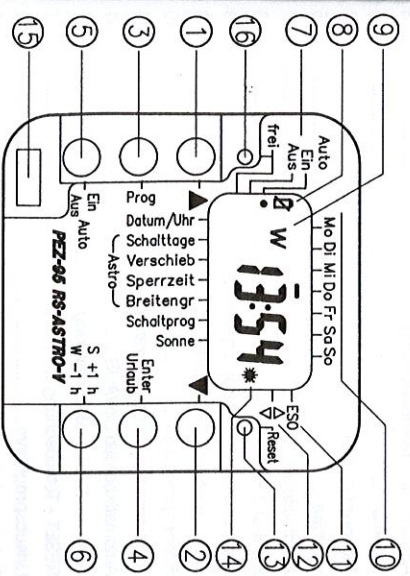 9
10
8
11
7
12
16
13
14
1
2
3
4
5
6
15
Mo Di Mi Do Fr Sa So
Auto
Ein
Aus
frei
W 13:54
ESO
Reset
Prog
Datum/Uhr
Schalttage
Verschieb
Sperrzeit
Breitengr
Astro
Schaltprog
Sonne
Enter
Urlaub
Ein
Aus Auto
S +1 h
W −1 h
PEZ-95 RS-ASTRO-V